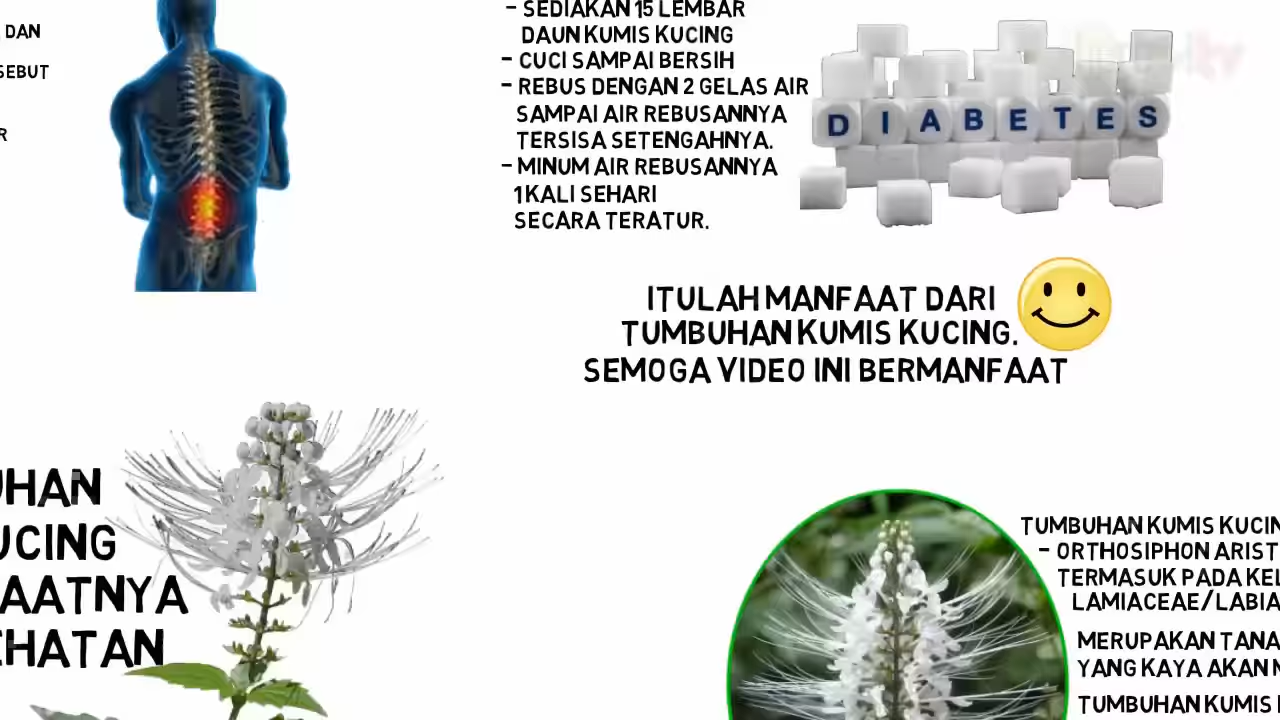 DAN
SEBUT
R
- SEDIAKAN 15 LEMBAR
DAUN KUMIS KUCING
- CUCI SAMPAI BERSIH
- REBUS DENGAN 2 GELAS AIR
SAMPAI AIR REBUSANNYA
TERSISA SETENGAHNYA.
- MINUM AIR REBUSANNYA
1 KALI SEHARI
SECARA TERATUR.
DIABETES
ITULAH MANFAAT DARI
TUMBUHAN KUMIS KUCING.
SEMOGA VIDEO INI BERMANFAAT
UHAN
UCING
AATNYA
EHATAN
TUMBUHAN KUMIS KUCIN
- ORTHOSIPHON ARIST
TERMASUK PADA KEL
LAMIACEAE/LABIA
MERUPAKAN TANA
YANG KAYA AKAN M
TUMBUHAN KUMIS